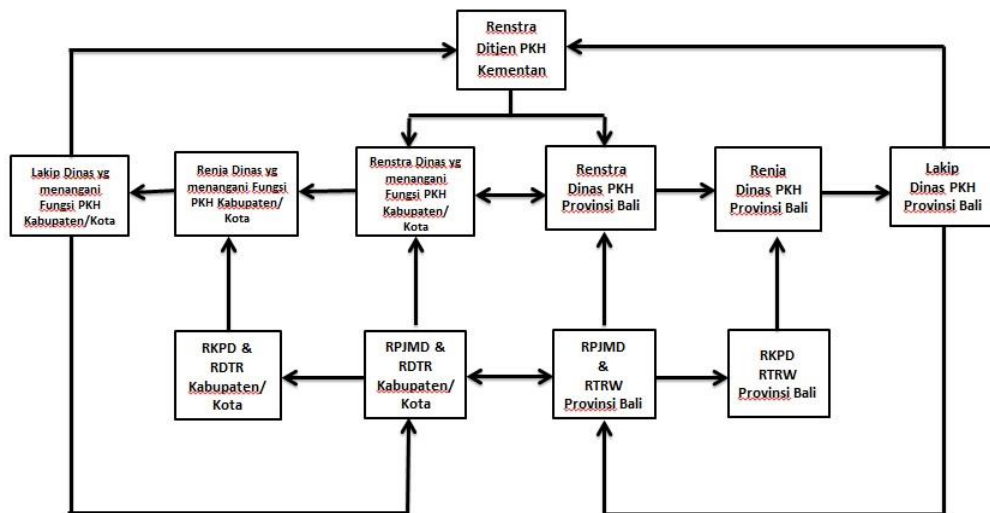 Renstra
Ditjen PKH
Kementan
Lakip Dinas yg
menangani
Fungsi PKH
Kabupaten/Kota
Renja Dinas yg
menangani Fungsi
PKH Kabupaten/
Kota
Renstra Dinas yg
menangani
Fungsi PKH
Kabupaten/
Kota
Renstra
Dinas PKH
Provinsi Bali
Renja
Dinas PKH
Provinsi Bali
Lakip
Dinas PKH
Provinsi Bali
RKPD &
RDTR
Kabupaten/
Kota
RPJMD & RDTR
Kabupaten/
Kota
RPJMD
&
RTRW
Provinsi Bali
RKPD
RTRW
Provinsi Bali